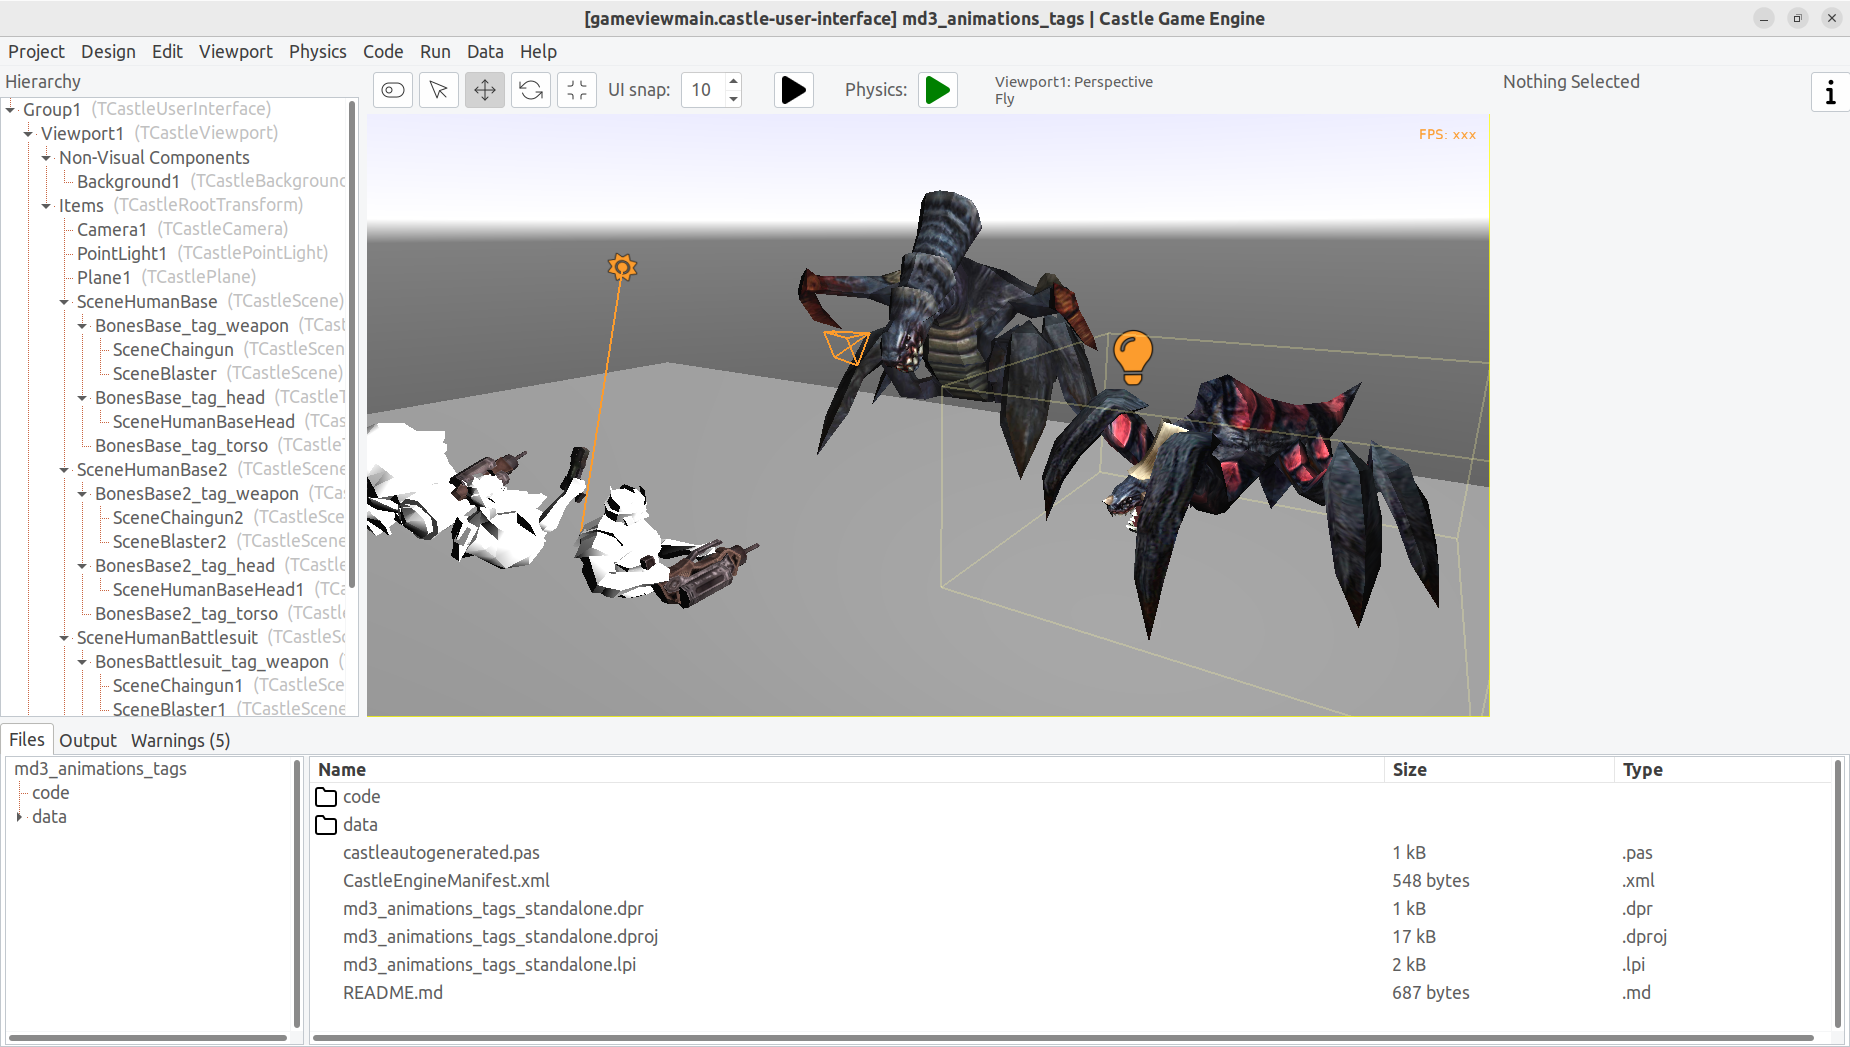 [gameviewmain.castle-user-interface] md3_animations_tags | Castle Game Engine
Project Design Edit Viewport Physics Code Run Data Help
Hierarchy
Group1 (TCastleUserInterface)
Viewport1 (TCastleViewport)
Non-Visual Components
Background1 (TCastleBackground
Items (TCastleRootTransform)
Camera1 (TCastleCamera)
PointLight1 (TCastlePointLight)
Plane1 (TCastlePlane)
SceneHumanBase (TCastleScene)
BonesBase_tag_weapon (TCast
SceneChaingun (TCastleScen
SceneBlaster (TCastleScene)
BonesBase_tag_head (TCastleT
SceneHumanBaseHead (TCas
BonesBase_tag_torso (TCastleT
SceneHumanBase2 (TCastleScene
BonesBase2_tag_weapon (TCa
SceneChaingun2 (TCastleSce
SceneBlaster2 (TCastleScene
BonesBase2_tag_head (TCastle
SceneHumanBaseHead1 (TCa
BonesBase2_tag_torso (TCastle
SceneHumanBattlesuit (TCastleSc
BonesBattlesuit_tag_weapon (
SceneChaingun1 (TCastleSce
SceneBlaster1 (TCastleScene
UI snap: 10
Physics:
Viewport1: Perspective
Fly
FPS: xxx
Nothing Selected
i
Files Output Warnings (5)
md3_animations_tags
code
data
Name Size Type
code
data
castleautogenerated.pas 1 kB .pas
CastleEngineManifest.xml 548 bytes .xml
md3_animations_tags_standalone.dpr 1 kB .dpr
md3_animations_tags_standalone.dproj 17 kB .dproj
md3_animations_tags_standalone.lpi 2 kB .lpi
README.md 687 bytes .md